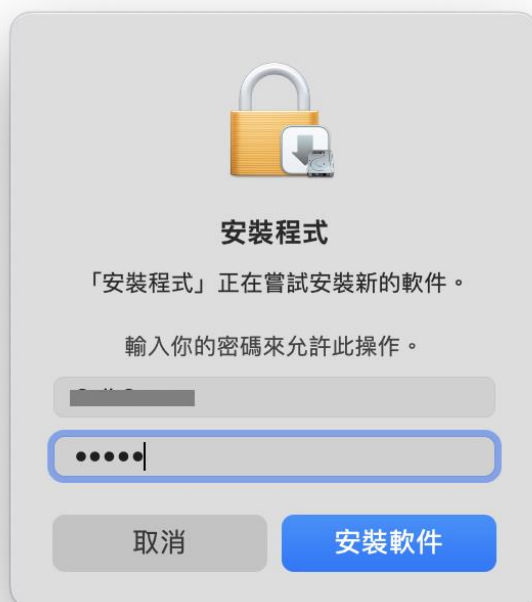 安裝程式
「安裝程式」正在嘗試安裝新的軟件。
輸入你的密碼來允許此操作。
•••••
取消
安裝軟件